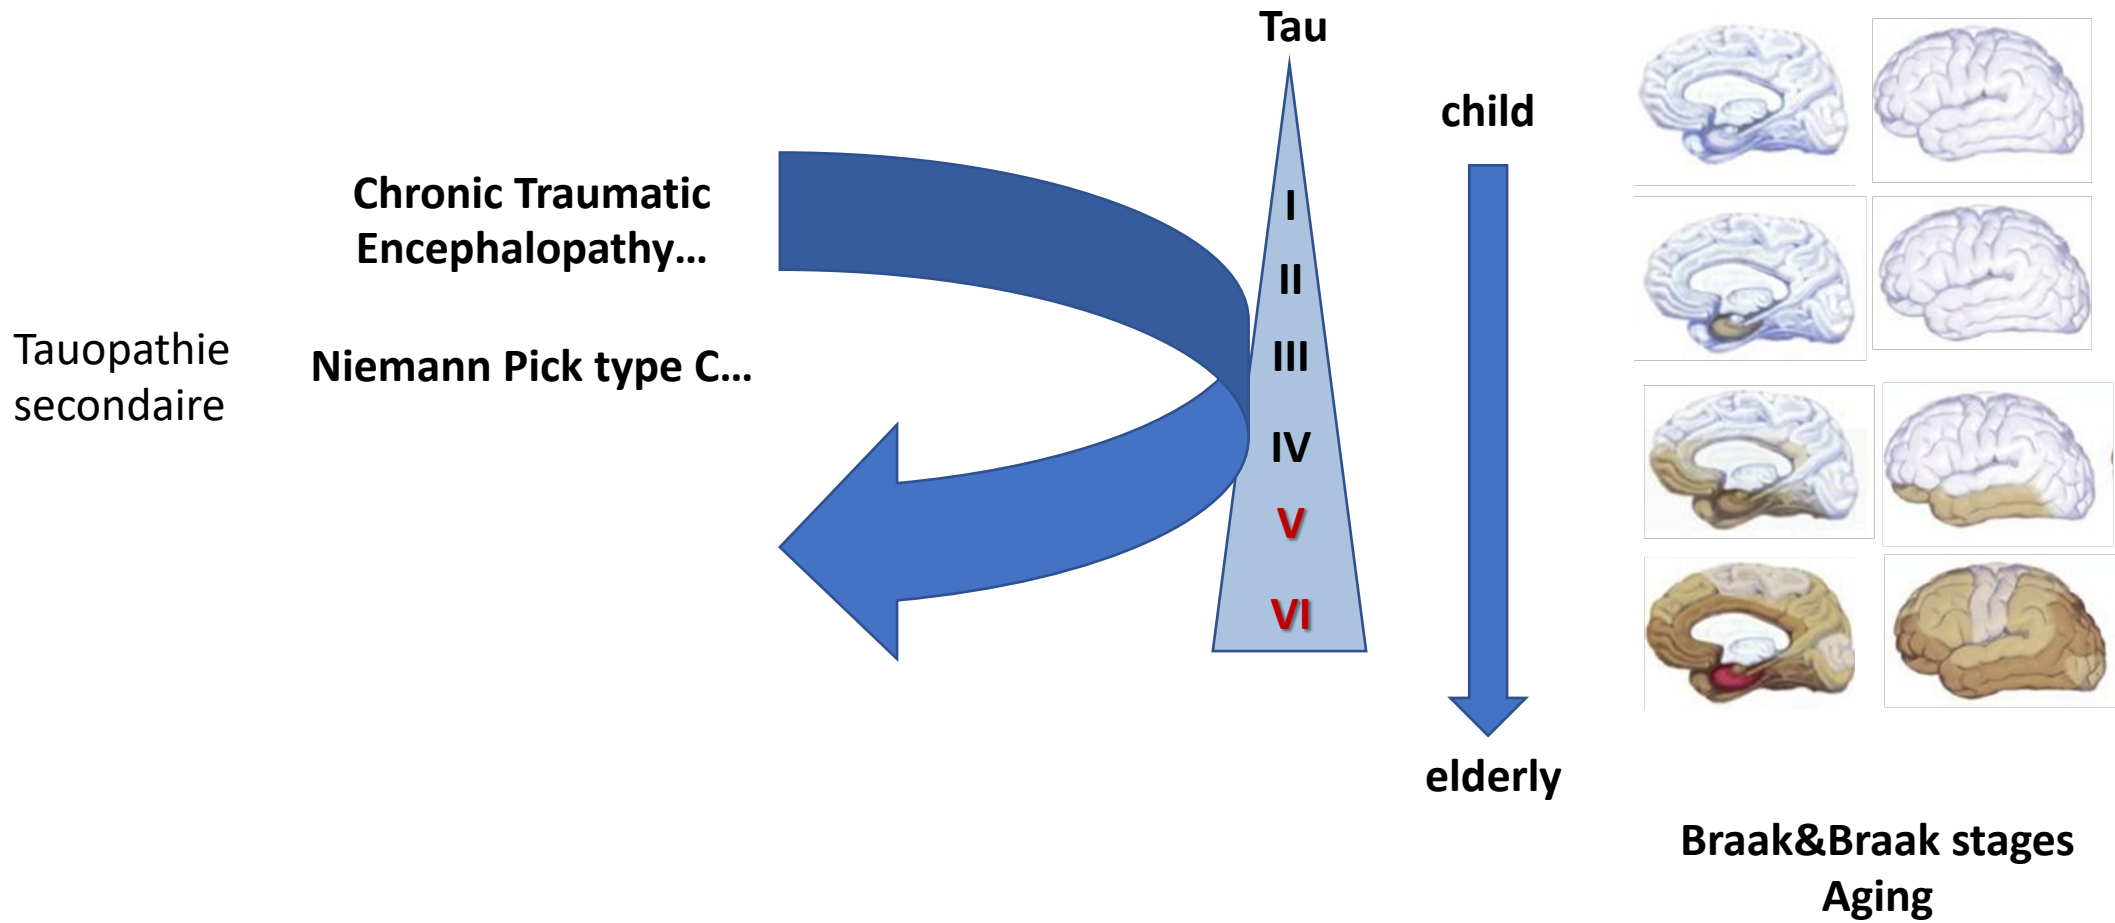 Tau
child
Chronic Traumatic
Encephalopathy...
Tauopathie
secondaire
Niemann Pick type C...
I
II
III
IV
V
VI
elderly
Braak&Braak stages
Aging